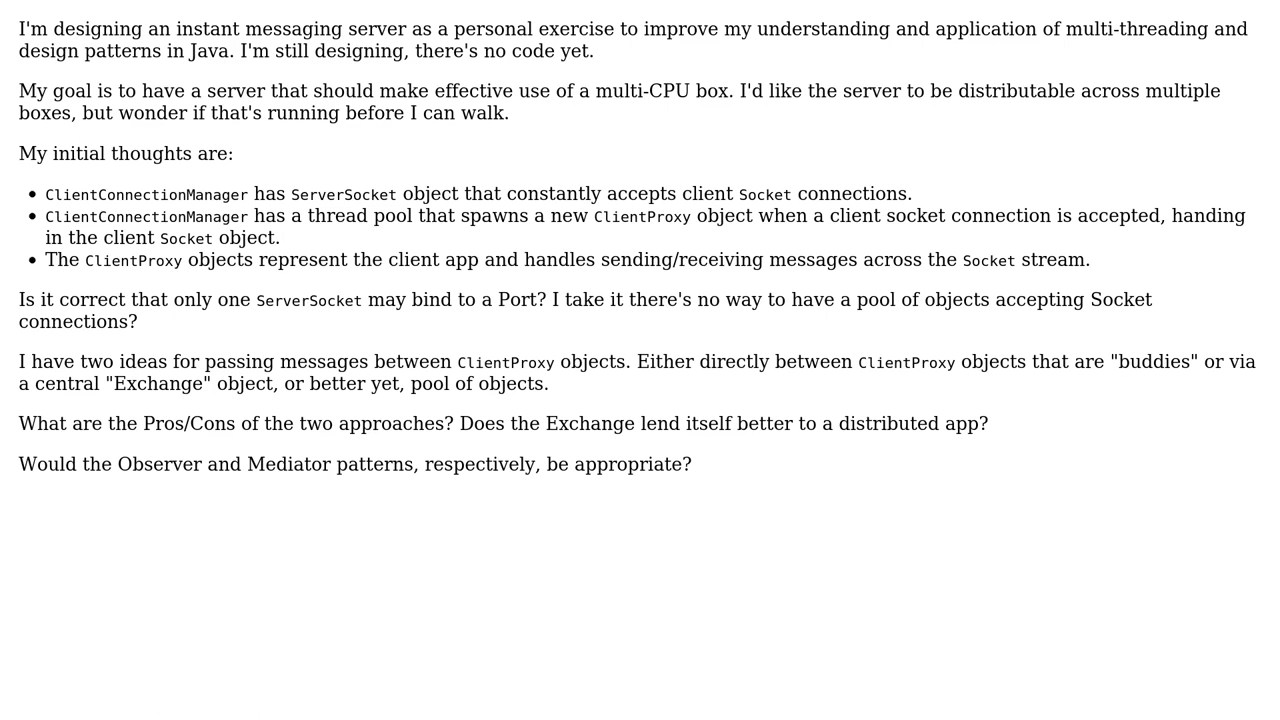 I'm designing an instant messaging server as a personal exercise to improve my understanding and application of multi-threading and
design patterns in Java. I'm still designing, there's no code yet.
My goal is to have a server that should make effective use of a multi-CPU box. I'd like the server to be distributable across multiple
boxes, but wonder if that's running before I can walk.
My initial thoughts are:
• ClientConnectionManager has ServerSocket object that constantly accepts client Socket connections.
• ClientConnectionManager has a thread pool that spawns a new ClientProxy object when a client socket connection is accepted, handing
in the client Socket object.
• The ClientProxy objects represent the client app and handles sending/receiving messages across the Socket stream.
Is it correct that only one ServerSocket may bind to a Port? I take it there's no way to have a pool of objects accepting Socket
connections?
I have two ideas for passing messages between ClientProxy objects. Either directly between ClientProxy objects that are "buddies" or via
a central "Exchange" object, or better yet, pool of objects.
What are the Pros/Cons of the two approaches? Does the Exchange lend itself better to a distributed app?
Would the Observer and Mediator patterns, respectively, be appropriate?